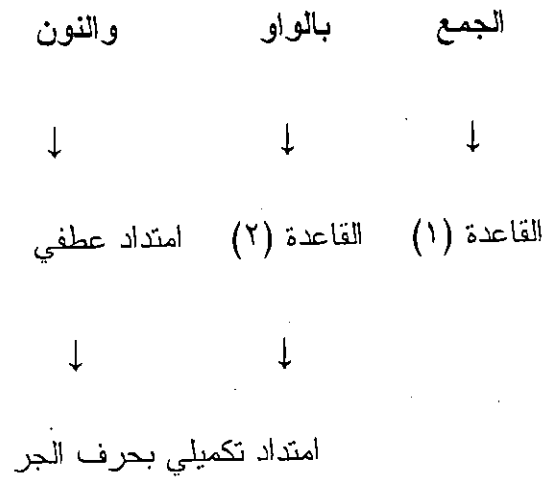 الجمع بالواو والنون
↓ ↓ ↓
القاعدة (١) القاعدة (٢) امتداد عطفي
↓ ↓
امتداد تكميلي بحرف الجر